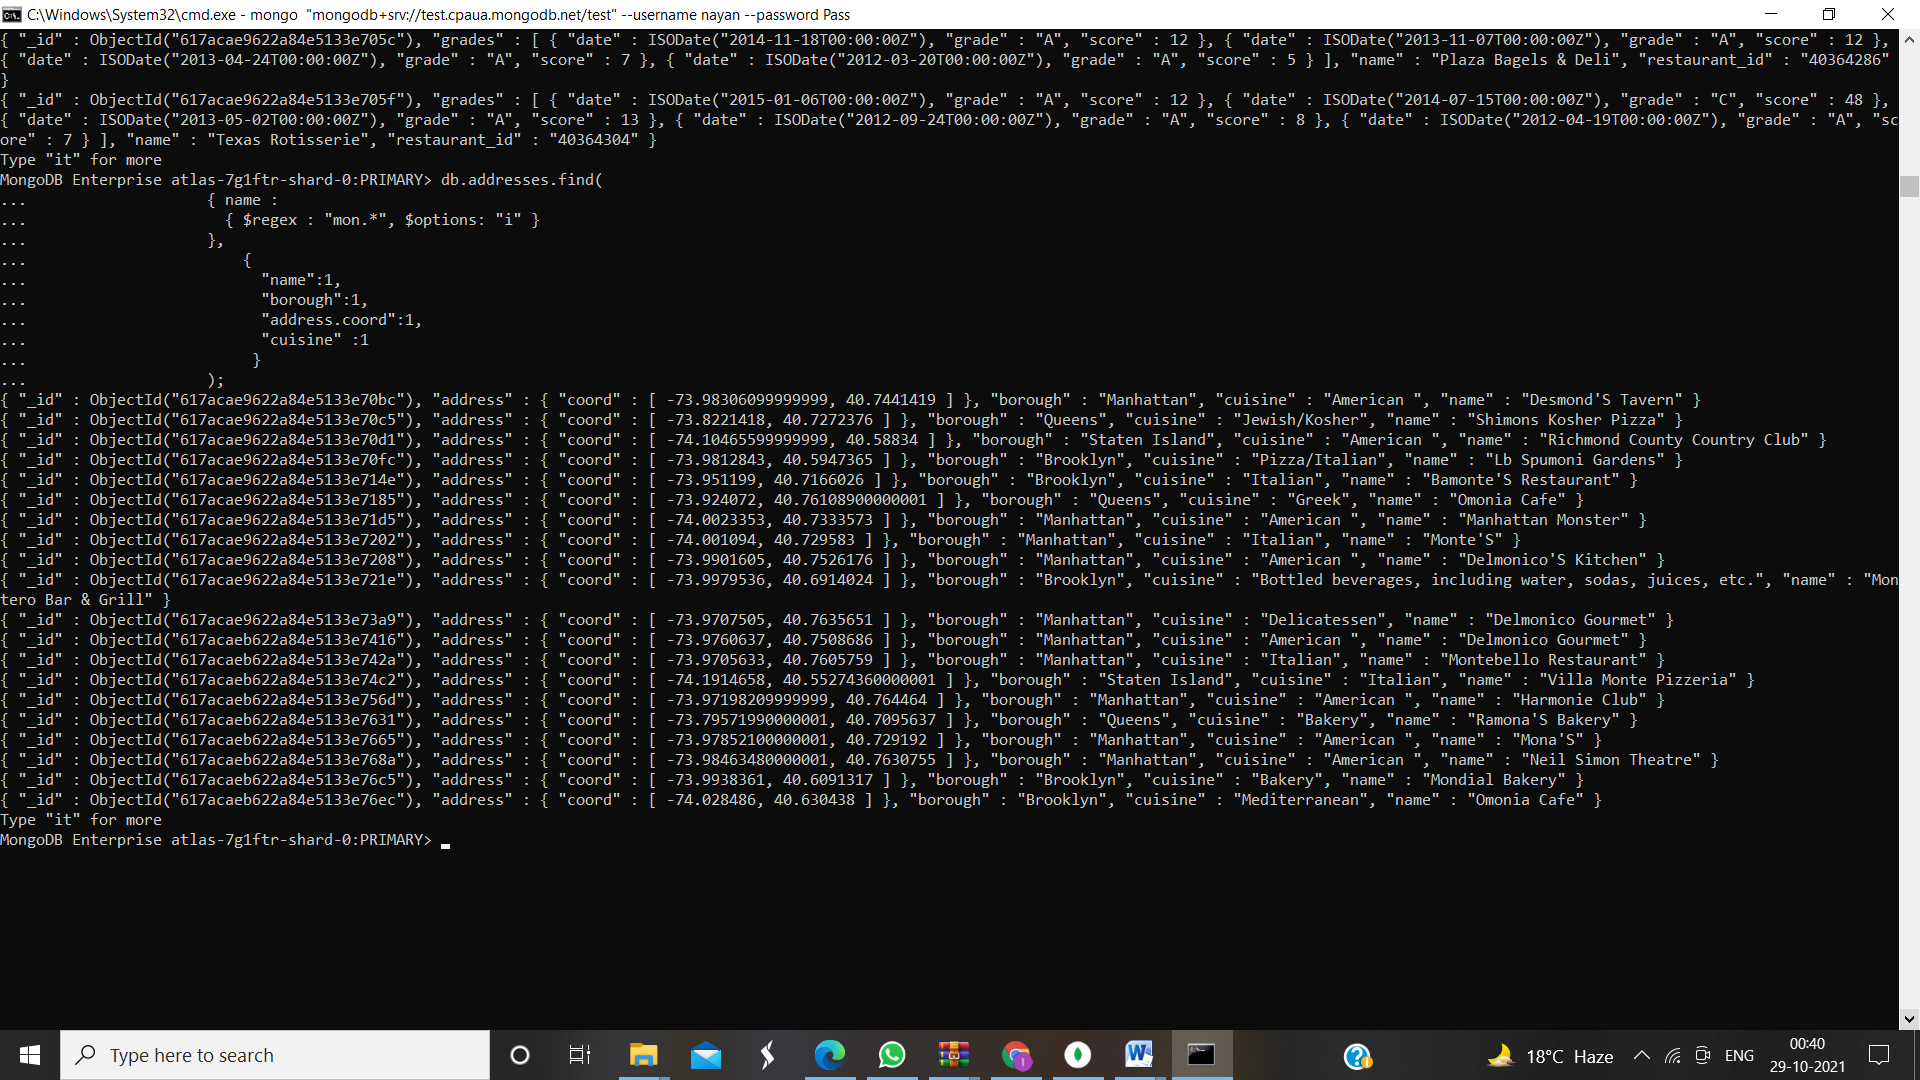 C:\Windows\System32\cmd.exe - mongo  "mongodb+srv://test.cpaua.mongodb.net/test" --username nayan --password Pass
{ "_id" : ObjectId("617acae9622a84e5133e705c"), "grades" : [ { "date" : ISODate("2014-11-18T00:00:00Z"), "grade" : "A", "score" : 12 }, { "date" : ISODate("2013-11-07T00:00:00Z"), "grade" : "A", "score" : 12 },
{ "date" : ISODate("2013-04-24T00:00:00Z"), "grade" : "A", "score" : 7 }, { "date" : ISODate("2012-03-20T00:00:00Z"), "grade" : "A", "score" : 5 } ], "name" : "Plaza Bagels & Deli", "restaurant_id" : "40364286"
}
{ "_id" : ObjectId("617acae9622a84e5133e705f"), "grades" : [ { "date" : ISODate("2015-01-06T00:00:00Z"), "grade" : "A", "score" : 12 }, { "date" : ISODate("2014-07-15T00:00:00Z"), "grade" : "C", "score" : 48 },
{ "date" : ISODate("2013-05-02T00:00:00Z"), "grade" : "A", "score" : 13 }, { "date" : ISODate("2012-09-24T00:00:00Z"), "grade" : "A", "score" : 8 }, { "date" : ISODate("2012-04-19T00:00:00Z"), "grade" : "A", "sc
ore" : 7 } ], "name" : "Texas Rotisserie", "restaurant_id" : "40364304" }
Type "it" for more
MongoDB Enterprise atlas-7g1ftr-shard-0:PRIMARY> db.addresses.find(
... { name :
... { $regex : "mon.*", $options: "i" }
... },
... {
... "name":1,
... "borough":1,
... "address.coord":1,
... "cuisine" :1
... }
... );
{ "_id" : ObjectId("617acae9622a84e5133e70bc"), "address" : { "coord" : [ -73.98306099999999, 40.7441419 ] }, "borough" : "Manhattan", "cuisine" : "American ", "name" : "Desmond'S Tavern" }
{ "_id" : ObjectId("617acae9622a84e5133e70c5"), "address" : { "coord" : [ -73.8221418, 40.7272376 ] }, "borough" : "Queens", "cuisine" : "Jewish/Kosher", "name" : "Shimons Kosher Pizza" }
{ "_id" : ObjectId("617acae9622a84e5133e70d1"), "address" : { "coord" : [ -74.10465599999999, 40.58834 ] }, "borough" : "Staten Island", "cuisine" : "American ", "name" : "Richmond County Country Club" }
{ "_id" : ObjectId("617acae9622a84e5133e70fc"), "address" : { "coord" : [ -73.9812843, 40.5947365 ] }, "borough" : "Brooklyn", "cuisine" : "Pizza/Italian", "name" : "Lb Spumoni Gardens" }
{ "_id" : ObjectId("617acae9622a84e5133e714e"), "address" : { "coord" : [ -73.951199, 40.7166026 ] }, "borough" : "Brooklyn", "cuisine" : "Italian", "name" : "Bamonte'S Restaurant" }
{ "_id" : ObjectId("617acae9622a84e5133e7185"), "address" : { "coord" : [ -73.924072, 40.76108900000001 ] }, "borough" : "Queens", "cuisine" : "Greek", "name" : "Omonia Cafe" }
{ "_id" : ObjectId("617acae9622a84e5133e71d5"), "address" : { "coord" : [ -74.0023353, 40.7333573 ] }, "borough" : "Manhattan", "cuisine" : "American ", "name" : "Manhattan Monster" }
{ "_id" : ObjectId("617acae9622a84e5133e7202"), "address" : { "coord" : [ -74.001094, 40.729583 ] }, "borough" : "Manhattan", "cuisine" : "Italian", "name" : "Monte'S" }
{ "_id" : ObjectId("617acae9622a84e5133e7208"), "address" : { "coord" : [ -73.9901605, 40.7526176 ] }, "borough" : "Manhattan", "cuisine" : "American ", "name" : "Delmonico'S Kitchen" }
{ "_id" : ObjectId("617acae9622a84e5133e721e"), "address" : { "coord" : [ -73.9979536, 40.6914024 ] }, "borough" : "Brooklyn", "cuisine" : "Bottled beverages, including water, sodas, juices, etc.", "name" : "Mon
tero Bar & Grill" }
{ "_id" : ObjectId("617acae9622a84e5133e73a9"), "address" : { "coord" : [ -73.9707505, 40.7635651 ] }, "borough" : "Manhattan", "cuisine" : "Delicatessen", "name" : "Delmonico Gourmet" }
{ "_id" : ObjectId("617acaeb622a84e5133e7416"), "address" : { "coord" : [ -73.9760637, 40.7508686 ] }, "borough" : "Manhattan", "cuisine" : "American ", "name" : "Delmonico Gourmet" }
{ "_id" : ObjectId("617acaeb622a84e5133e742a"), "address" : { "coord" : [ -73.9705633, 40.7605759 ] }, "borough" : "Manhattan", "cuisine" : "Italian", "name" : "Montebello Restaurant" }
{ "_id" : ObjectId("617acaeb622a84e5133e74c2"), "address" : { "coord" : [ -74.1914658, 40.55274360000001 ] }, "borough" : "Staten Island", "cuisine" : "Italian", "name" : "Villa Monte Pizzeria" }
{ "_id" : ObjectId("617acaeb622a84e5133e756d"), "address" : { "coord" : [ -73.97198209999999, 40.764464 ] }, "borough" : "Manhattan", "cuisine" : "American ", "name" : "Harmonie Club" }
{ "_id" : ObjectId("617acaeb622a84e5133e7631"), "address" : { "coord" : [ -73.79571990000001, 40.7095637 ] }, "borough" : "Queens", "cuisine" : "Bakery", "name" : "Ramona'S Bakery" }
{ "_id" : ObjectId("617acaeb622a84e5133e7665"), "address" : { "coord" : [ -73.97852100000001, 40.729192 ] }, "borough" : "Manhattan", "cuisine" : "American ", "name" : "Mona'S" }
{ "_id" : ObjectId("617acaeb622a84e5133e768a"), "address" : { "coord" : [ -73.98463480000001, 40.7630755 ] }, "borough" : "Manhattan", "cuisine" : "American ", "name" : "Neil Simon Theatre" }
{ "_id" : ObjectId("617acaeb622a84e5133e76c5"), "address" : { "coord" : [ -73.9938361, 40.6091317 ] }, "borough" : "Brooklyn", "cuisine" : "Bakery", "name" : "Mondial Bakery" }
{ "_id" : ObjectId("617acaeb622a84e5133e76ec"), "address" : { "coord" : [ -74.028486, 40.630438 ] }, "borough" : "Brooklyn", "cuisine" : "Mediterranean", "name" : "Omonia Cafe" }
Type "it" for more
MongoDB Enterprise atlas-7g1ftr-shard-0:PRIMARY>
Type here to search
18°C Haze
ENG
00:40
29-10-2021